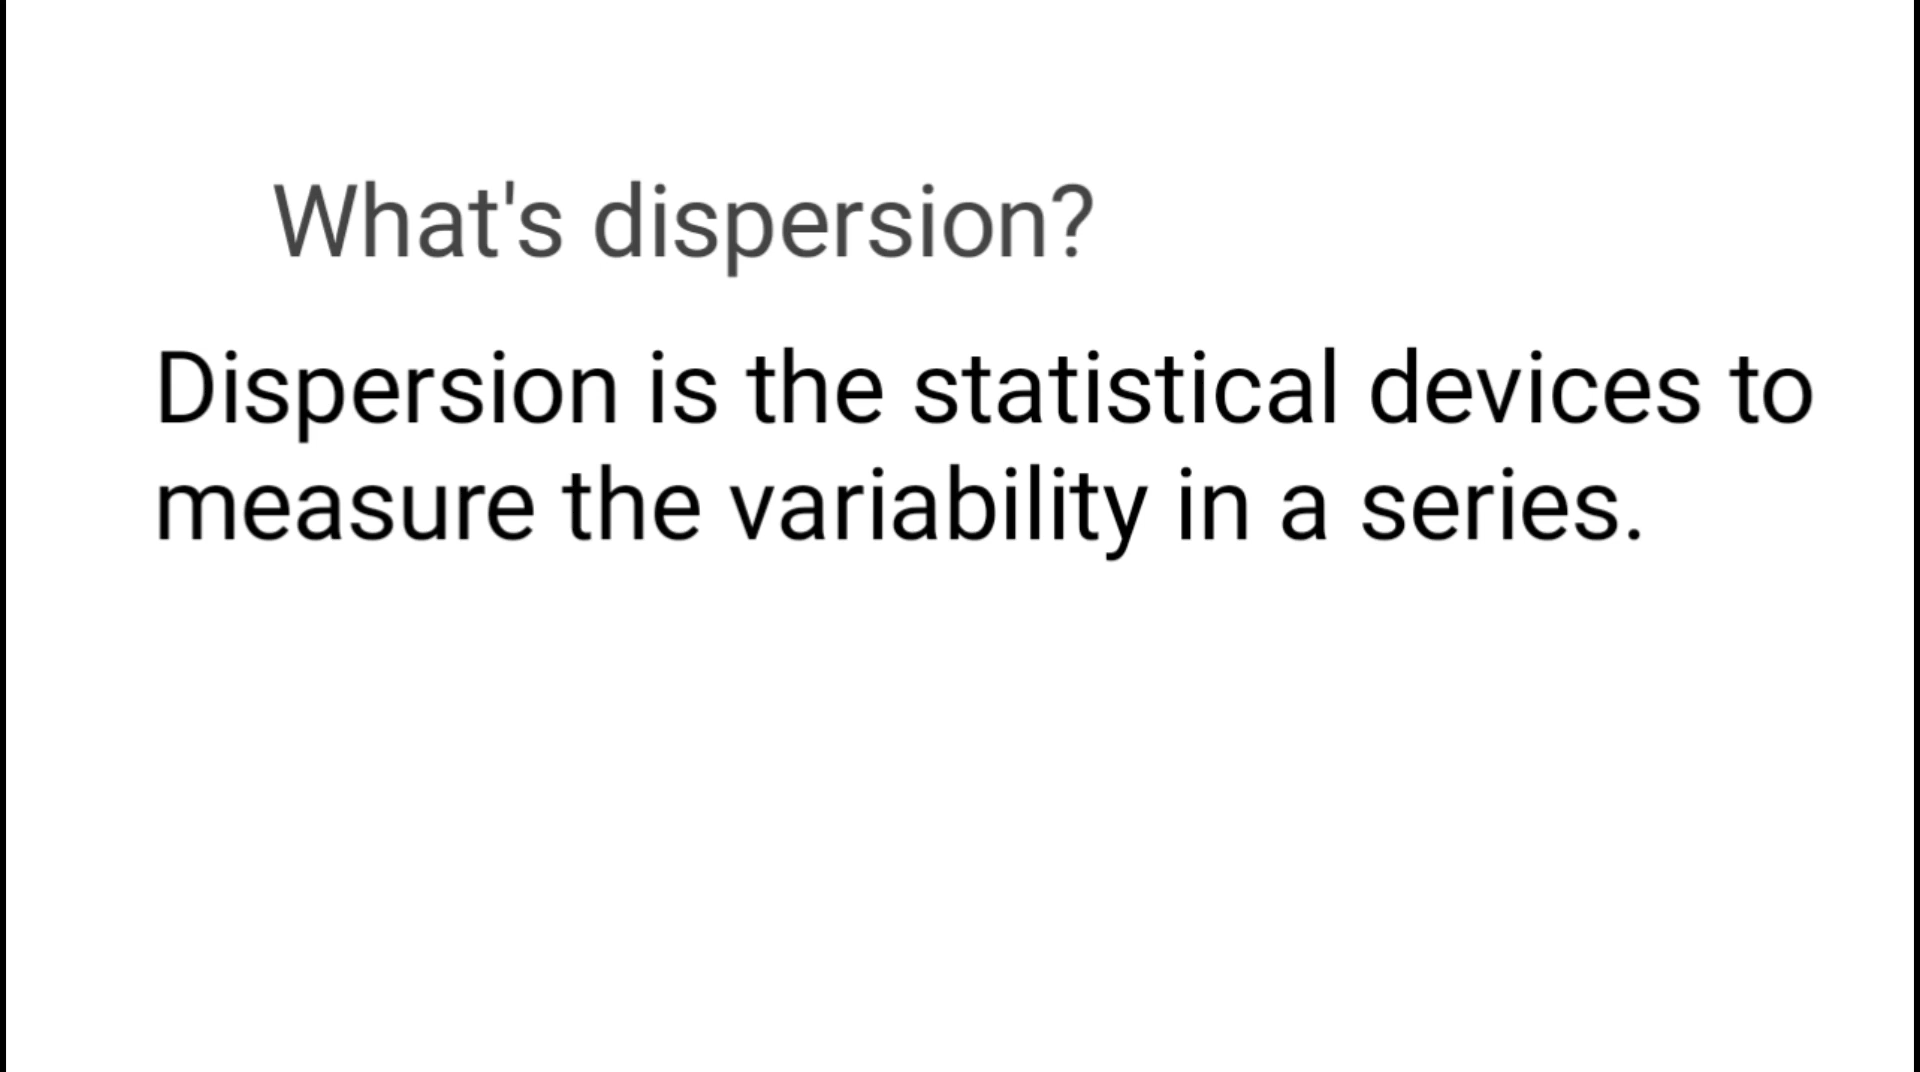 What's dispersion?
Dispersion is the statistical devices to
measure the variability in a series.